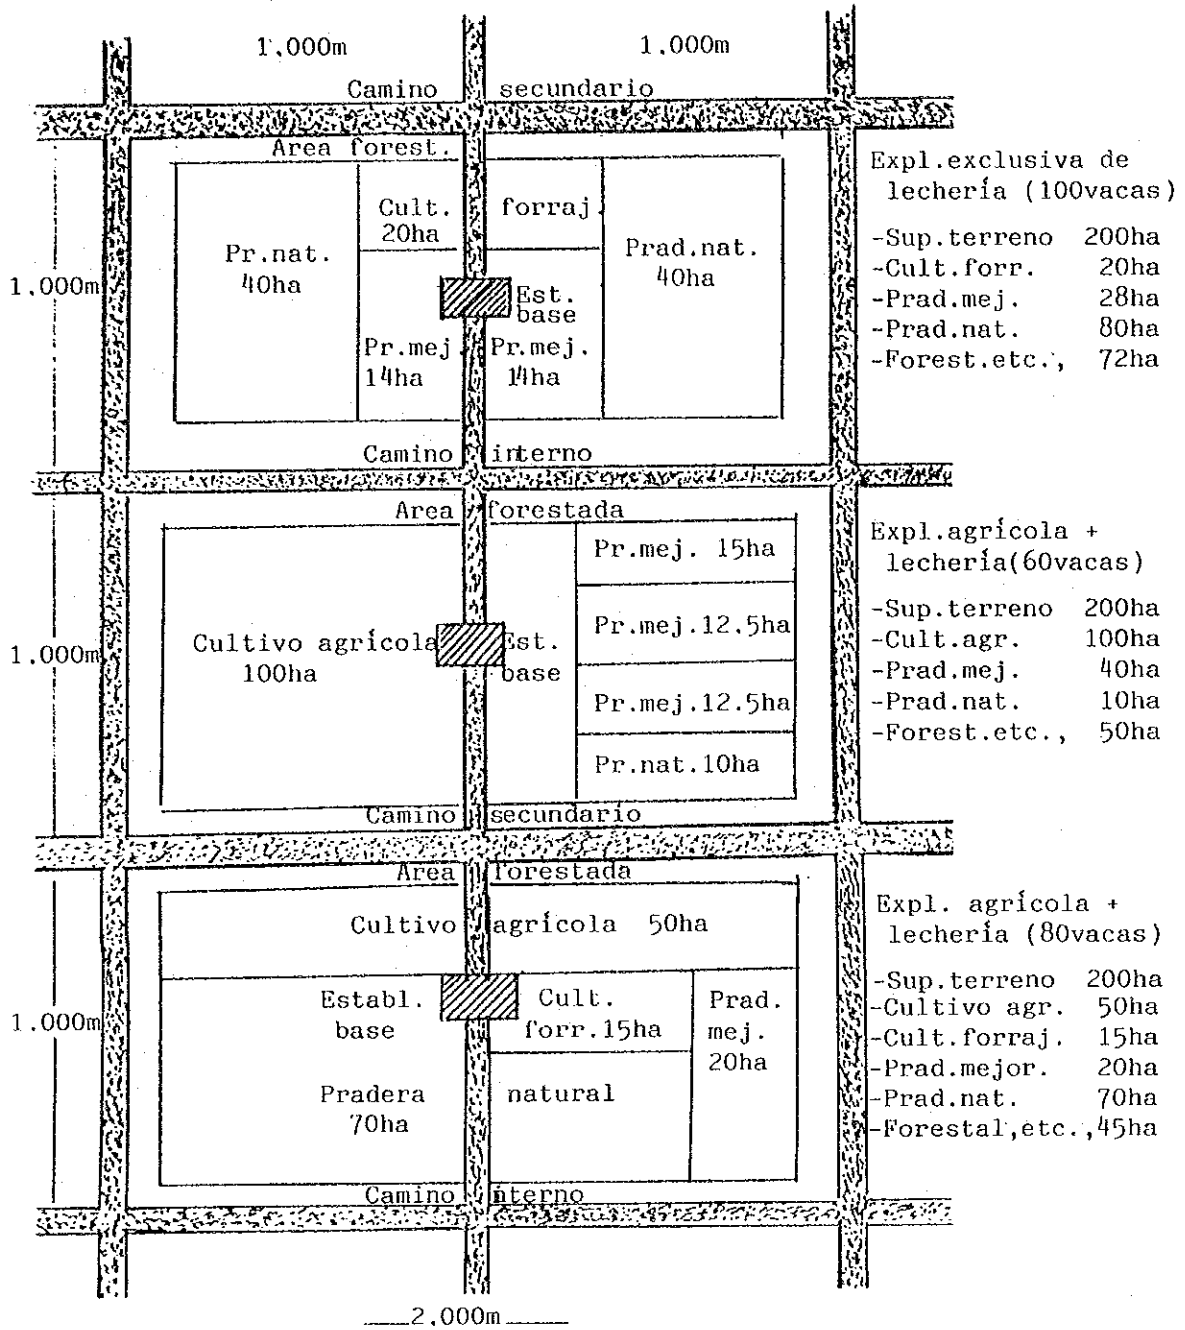 1.000m 1.000m
Camino secundario
Area forest.
Cult. forraj.
20ha
Pr.nat.
40ha
Prad.nat.
40ha
1.000m
Est.
base
Pr.mej. Pr.mej.
14ha 14ha
Camino interno
Expl.exclusiva de
lechería (100vacas)
-Sup.terreno 200ha
-Cult.forr. 20ha
-Prad.mej. 28ha
-Prad.nat. 80ha
-Forest.etc., 72ha
Area forestada
Pr.mej. 15ha
Pr.mej.12.5ha
Cultivo agrícola
100ha
Est.
base
1.000m
Pr.mej.12.5ha
Pr.nat.10ha
Camino secundario
Expl.agrícola +
lechería(60vacas)
-Sup.terreno 200ha
-Cult.agr. 100ha
-Prad.mej. 40ha
-Prad.nat. 10ha
-Forest.etc., 50ha
Area forestada
Cultivo agrícola 50ha
Establ.
base
Cult.
forr.15ha
Prad.
mej.
20ha
1.000m
Pradera natural
70ha
Camino interno
Expl. agrícola +
lechería (80vacas)
-Sup.terreno 200ha
-Cultivo agr. 50ha
-Cult.forraj. 15ha
-Prad.mejor. 20ha
-Prad.nat. 70ha
-Forestal,etc.,45ha
2,000m